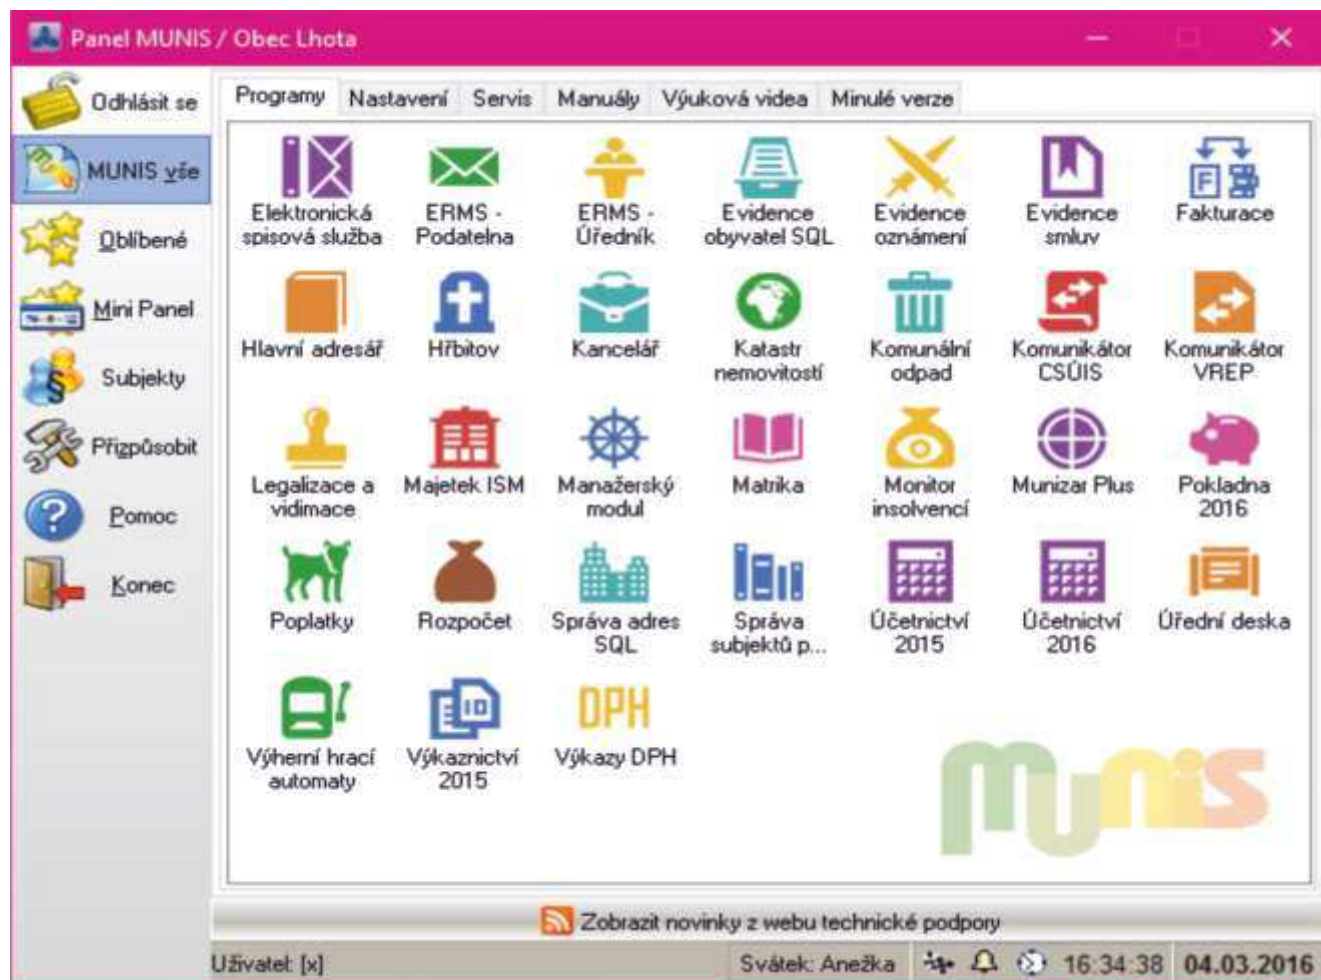 Panel MUNIS / Obec Lhota
Odhlásit se
MUNIS vše
Oblíbené
Mini Panel
Subjekty
Přizpůsobit
Pomoc
Konec
Programy Nastavení Servis Manuály Výuková videa Minulé verze
Elektronická spisová služba
ERMS - Podatelna
ERMS - Úředník
Evidence obyvatel SQL
Evidence oznámení
Evidence smluv
Fakturace
Hlavní adresář
Hřbitov
Kancelář
Katastr nemovitostí
Komunální odpad
Komunikátor CSÚIS
Komunikátor VREP
Legalizace a vidimace
Majetek ISM
Manažerský modul
Matrika
Monitor insolvencí
Munizar Plus
Pokladna 2016
Poplatky
Rozpočet
Správa adres SQL
Správa subjektů p...
Účetnictví 2015
Účetnictví 2016
Úřední deska
Výherní hrací automaty
Výkaznictví 2015
DPH
Výkazy DPH
munis
Zobrazit novinky z webu technické podpory
Uživatel: [x] Svátek: Anežka 16:34:38 04.03.2016